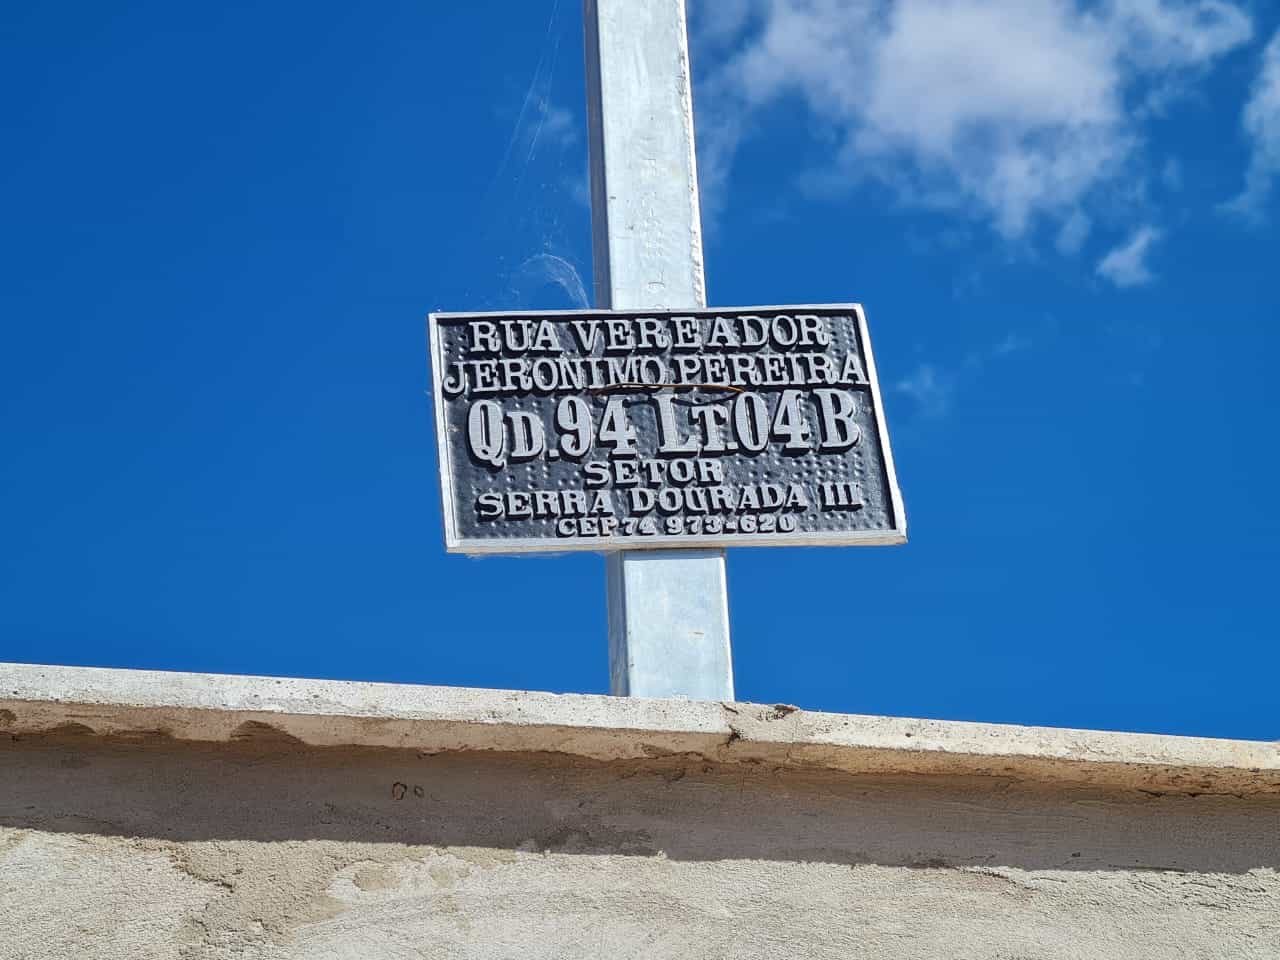 RUA VEREADOR
JERONIMO PEREIRA
QD.94 LT.04 B
SETOR
SERRA DOURADA III
CEP 74 973-620